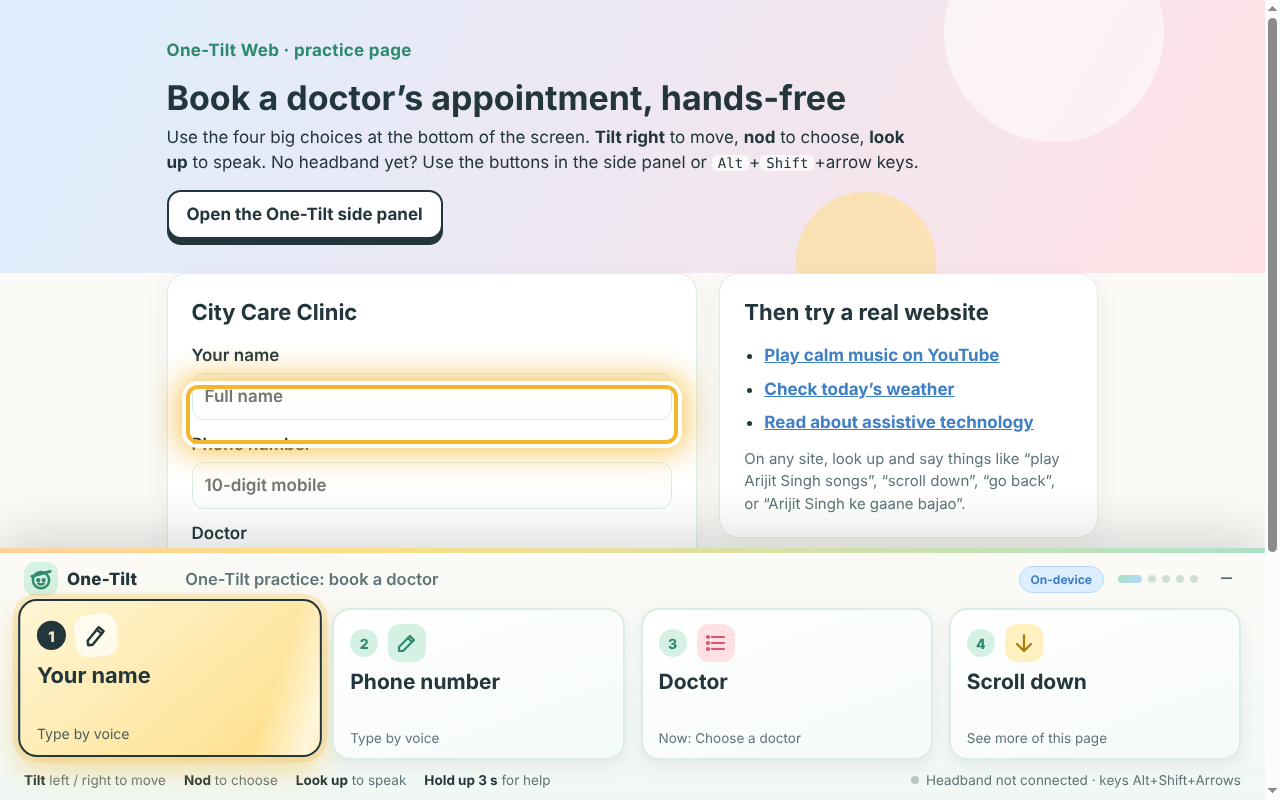 One-Tilt Web · practice page
Book a doctor’s appointment, hands-free
Use the four big choices at the bottom of the screen. Tilt right to move, nod to choose, look
up to speak. No headband yet? Use the buttons in the side panel or Alt + Shift +arrow keys.
Open the One-Tilt side panel
City Care Clinic
Your name
Full name
Phone number
10-digit mobile
Doctor
Then try a real website
Play calm music on YouTube
Check today’s weather
Read about assistive technology
On any site, look up and say things like “play
Arijit Singh songs”, “scroll down”, “go back”,
or “Arijit Singh ke gaane bajao”.
One-Tilt
One-Tilt practice: book a doctor
On-device
1
Your name
Type by voice
2
Phone number
Type by voice
3
Doctor
Now: Choose a doctor
4
Scroll down
See more of this page
Tilt left / right to move Nod to choose Look up to speak Hold up 3 s for help
Headband not connected · keys Alt+Shift+Arrows